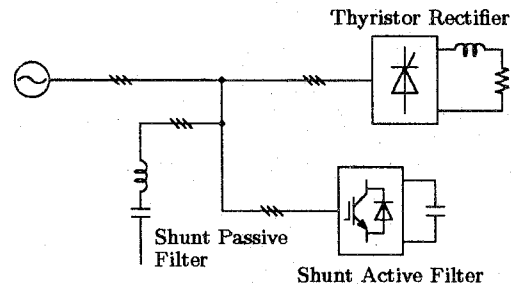 Thyristor Rectifier
Shunt Passive
Filter
Shunt Active Filter